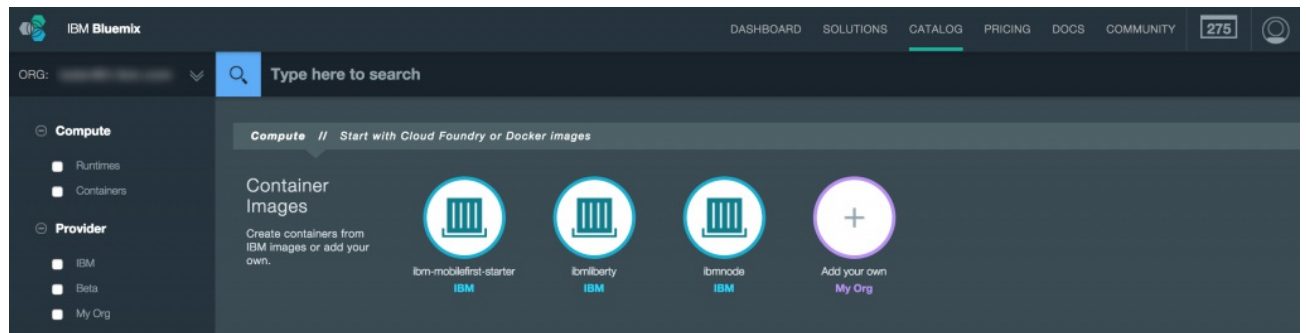 IBM Bluemix
DASHBOARD SOLUTIONS CATALOG PRICING DOCS COMMUNITY 275
ORG:
Type here to search
Compute
Runtimes
Containers
Provider
IBM
Beta
My Org
Compute // Start with Cloud Foundry or Docker images
Container
Images
Create containers from
IBM images or add your
own.
ibm-mobilefirst-starter
IBM
ibmliberty
IBM
ibmnode
IBM
Add your own
My Org